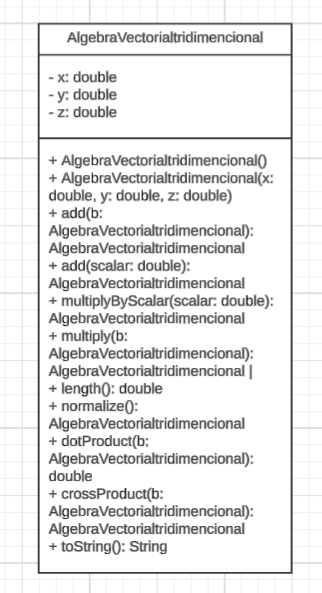 AlgebraVectorialtridimencional
- x: double
- y: double
- z: double
+ AlgebraVectorialtridimencional()
+ AlgebraVectorialtridimencional(x:
double, y: double, z: double)
+ add(b:
AlgebraVectorialtridimencional):
AlgebraVectorialtridimencional
+ add(scalar: double):
AlgebraVectorialtridimencional
+ multiplyByScalar(scalar: double):
AlgebraVectorialtridimencional
+ multiply(b:
AlgebraVectorialtridimencional):
AlgebraVectorialtridimencional |
+ length(): double
+ normalize():
AlgebraVectorialtridimencional
+ dotProduct(b:
AlgebraVectorialtridimencional):
double
+ crossProduct(b:
AlgebraVectorialtridimencional):
AlgebraVectorialtridimencional
+ toString(): String